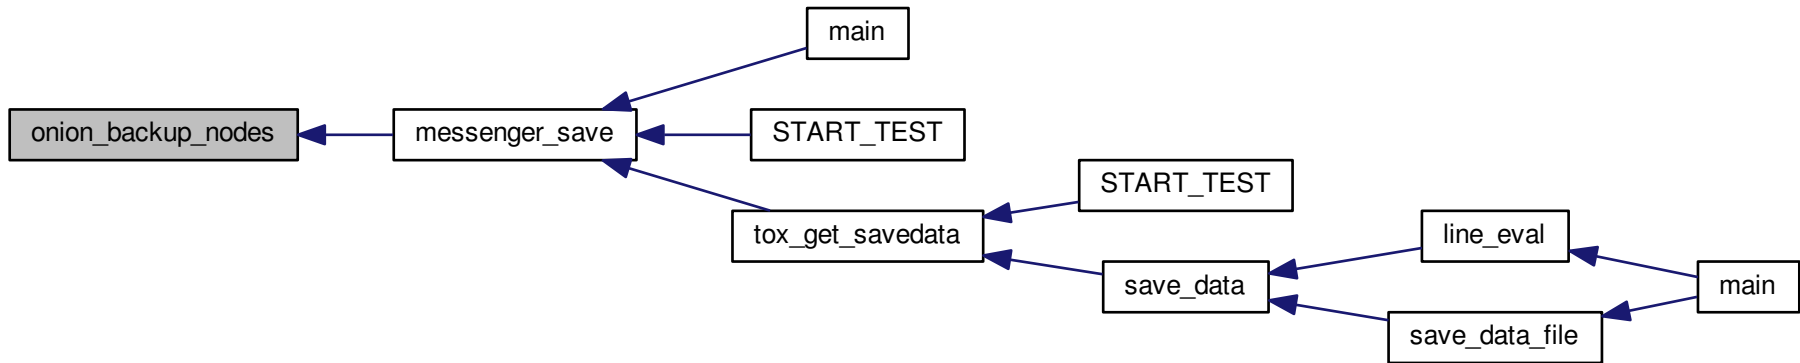 main
onion_backup_nodes
messenger_save
START_TEST
START_TEST
tox_get_savedata
line_eval
save_data
main
save_data_file